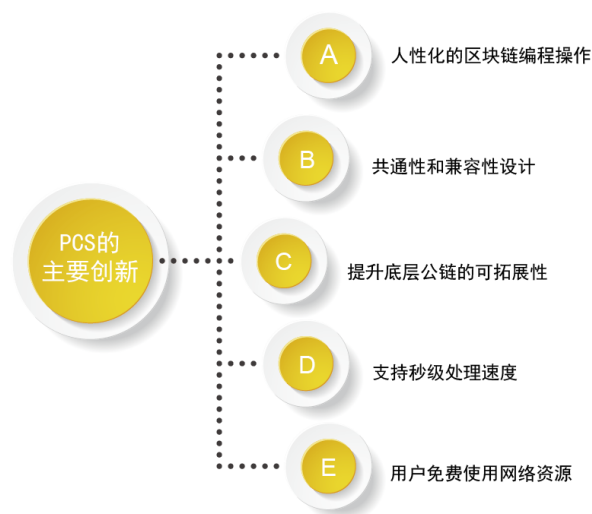 PCS的
主要创新
A
人性化的区块链编程操作
B
共通性和兼容性设计
C
提升底层公链的可拓展性
D
支持秒级处理速度
E
用户免费使用网络资源